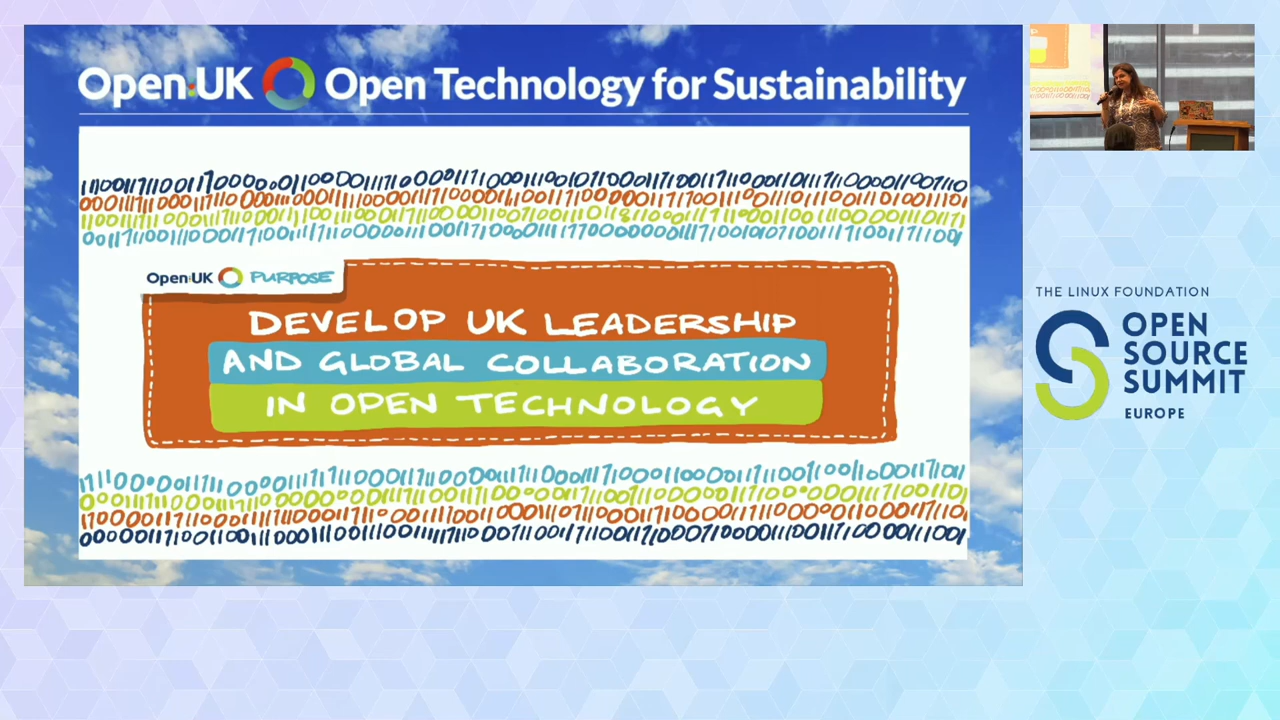 Open:UK Open Technology for Sustainability
Open:UK PURPOSE
DEVELOP UK LEADERSHIP
AND GLOBAL COLLABORATION
IN OPEN TECHNOLOGY
THE LINUX FOUNDATION
OPEN
SOURCE
SUMMIT
EUROPE